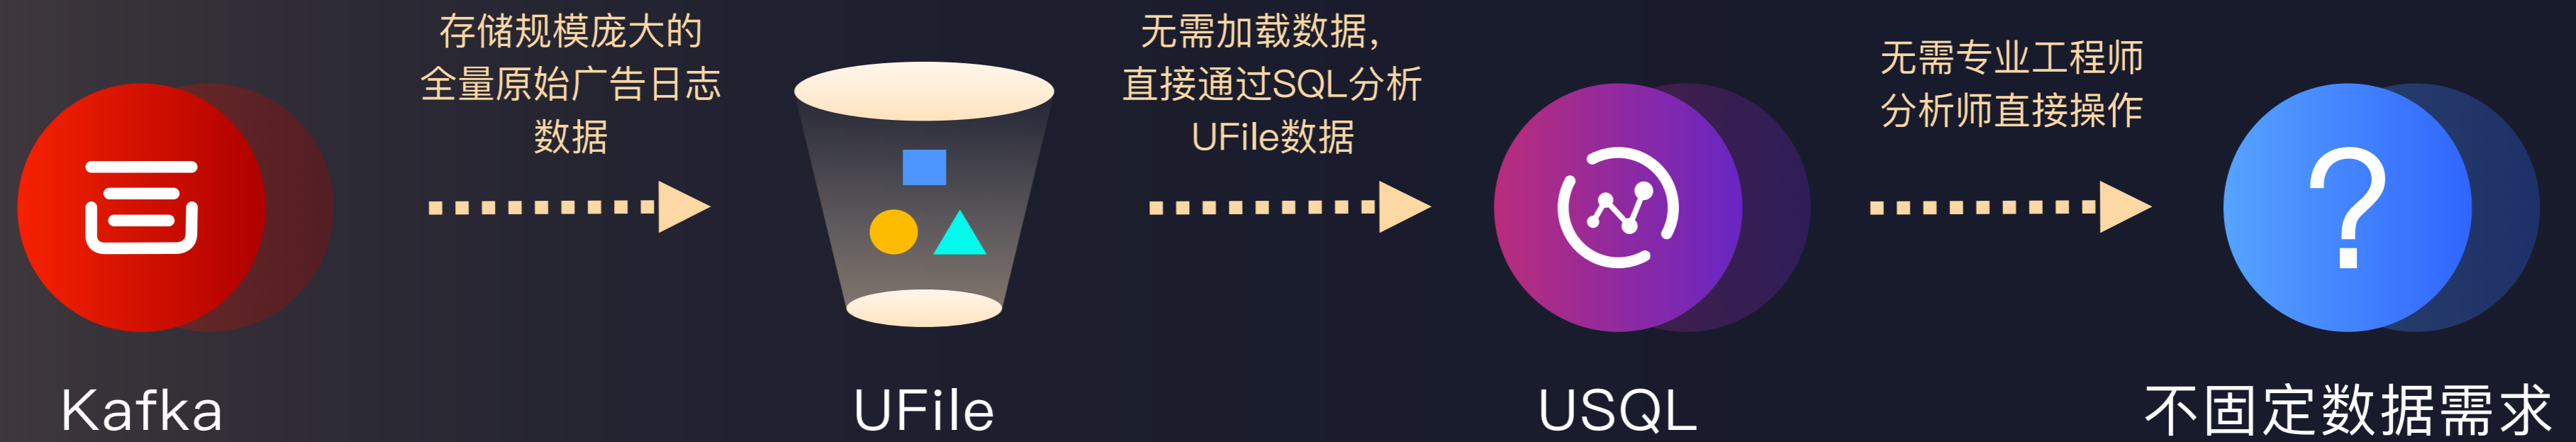 存储规模庞大的
全量原始广告日志
数据
无需加载数据，
直接通过SQL分析
UFile数据
无需专业工程师
分析师直接操作
?
Kafka
UFile
USQL
不固定数据需求